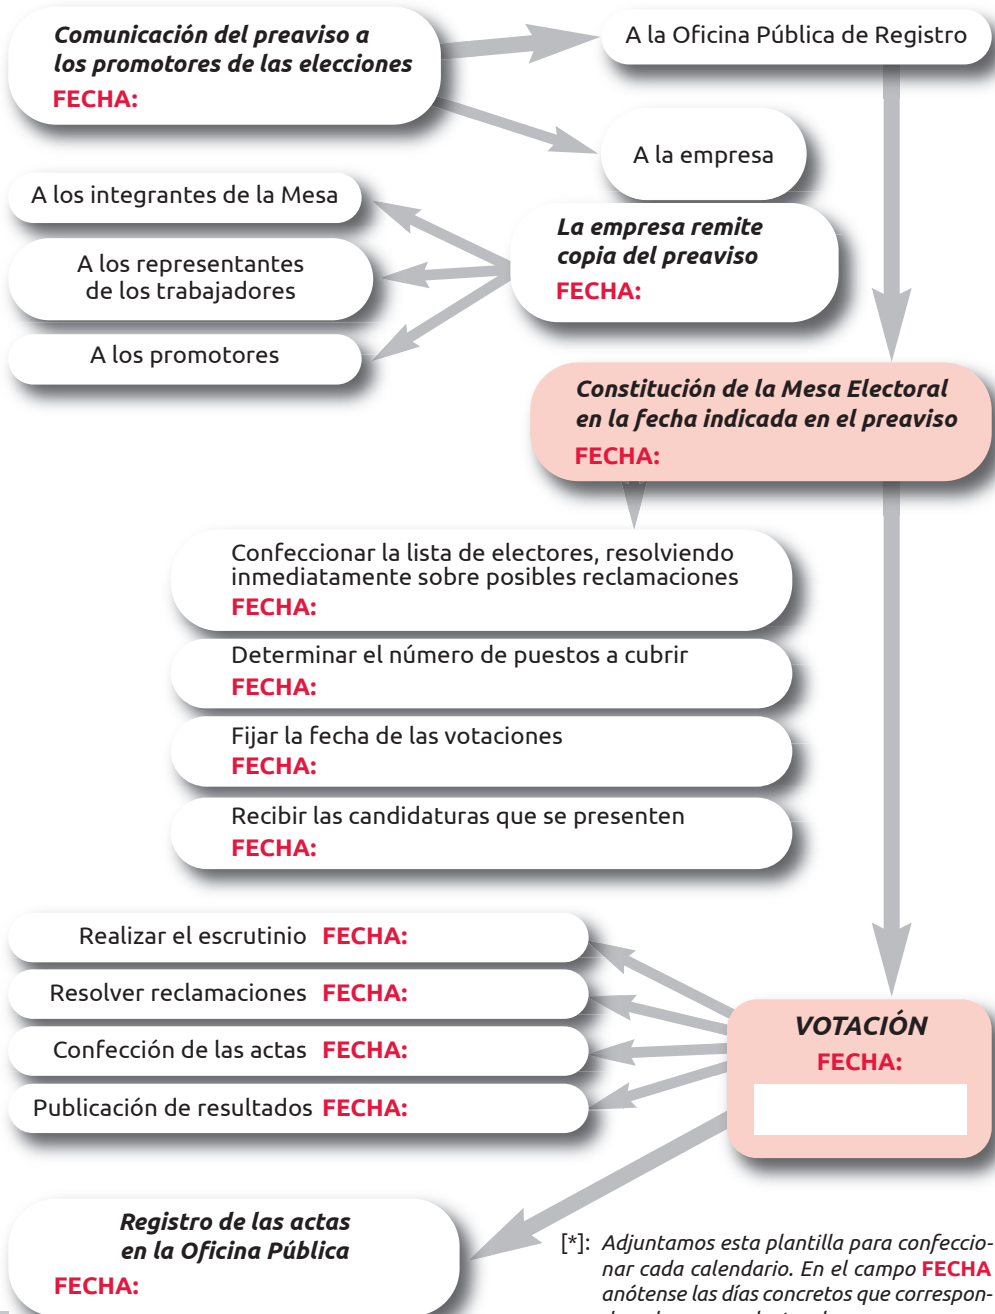 Comunicación del preaviso a
los promotores de las elecciones
FECHA:
A la Oficina Pública de Registro
A la empresa
A los integrantes de la Mesa
A los representantes
de los trabajadores
A los promotores
La empresa remite
copia del preaviso
FECHA:
Constitución de la Mesa Electoral
en la fecha indicada en el preaviso
FECHA:
Confeccionar la lista de electores, resolviendo
inmediatamente sobre posibles reclamaciones
FECHA:
Determinar el número de puestos a cubrir
FECHA:
Fijar la fecha de las votaciones
FECHA:
Recibir las candidaturas que se presenten
FECHA:
Realizar el escrutinio FECHA:
Resolver reclamaciones FECHA:
Confección de las actas FECHA:
Publicación de resultados FECHA:
VOTACIÓN
FECHA:
Registro de las actas
en la Oficina Pública
FECHA:
[*]: Adjuntamos esta plantilla para confeccio-
nar cada calendario. En el campo FECHA
anótense las días concretos que correspon-